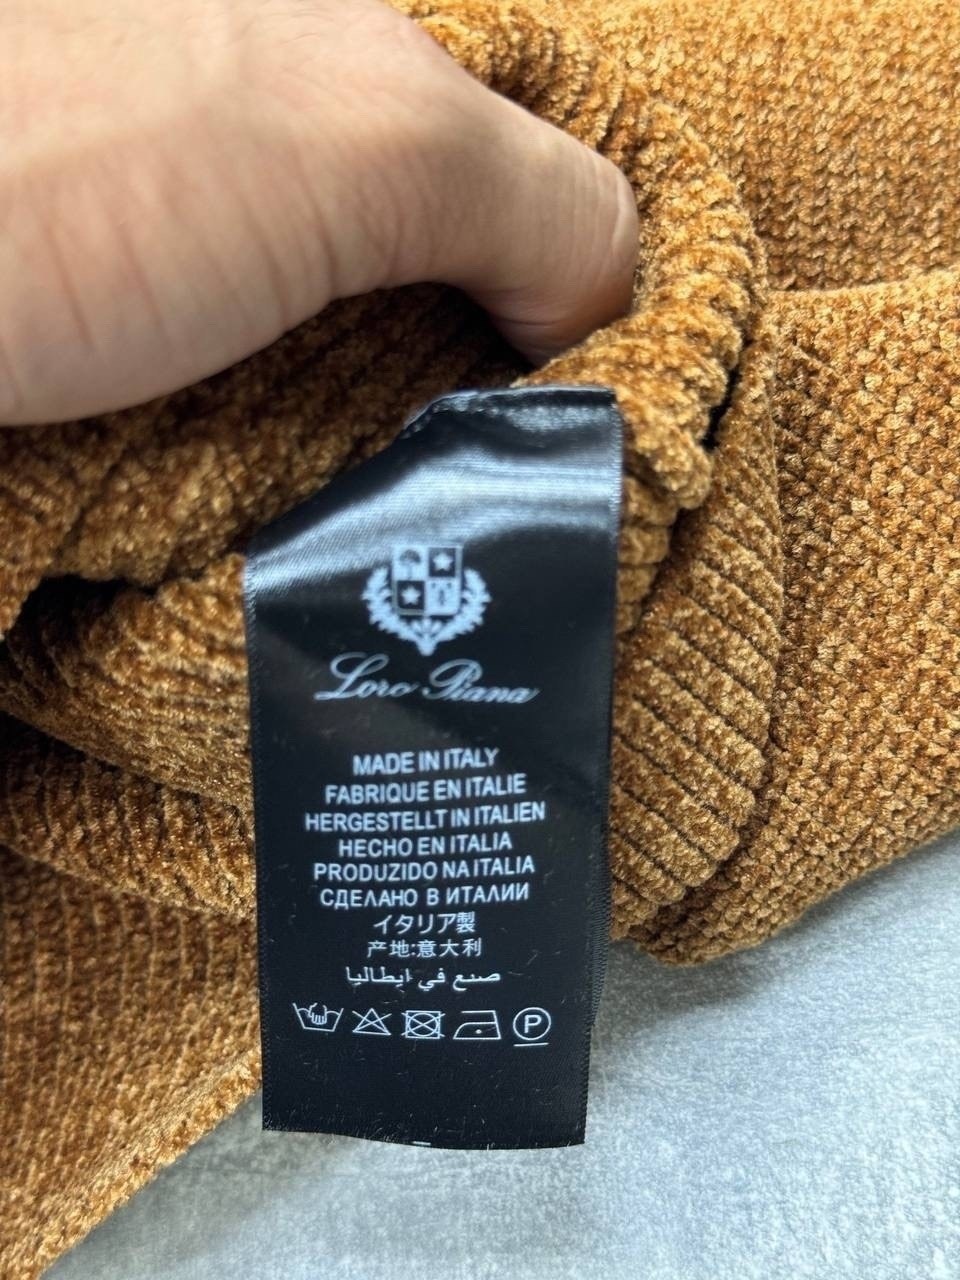 Loro Piana
MADE IN ITALY
FABRIQUE EN ITALIE
HERGESTELLT IN ITALIEN
HECHO EN ITALIA
PRODUZIDO NA ITALIA
СДЕЛАНО В ИТАЛИИ
イタリア製
产地:意大利
صنع في ايطاليا
P